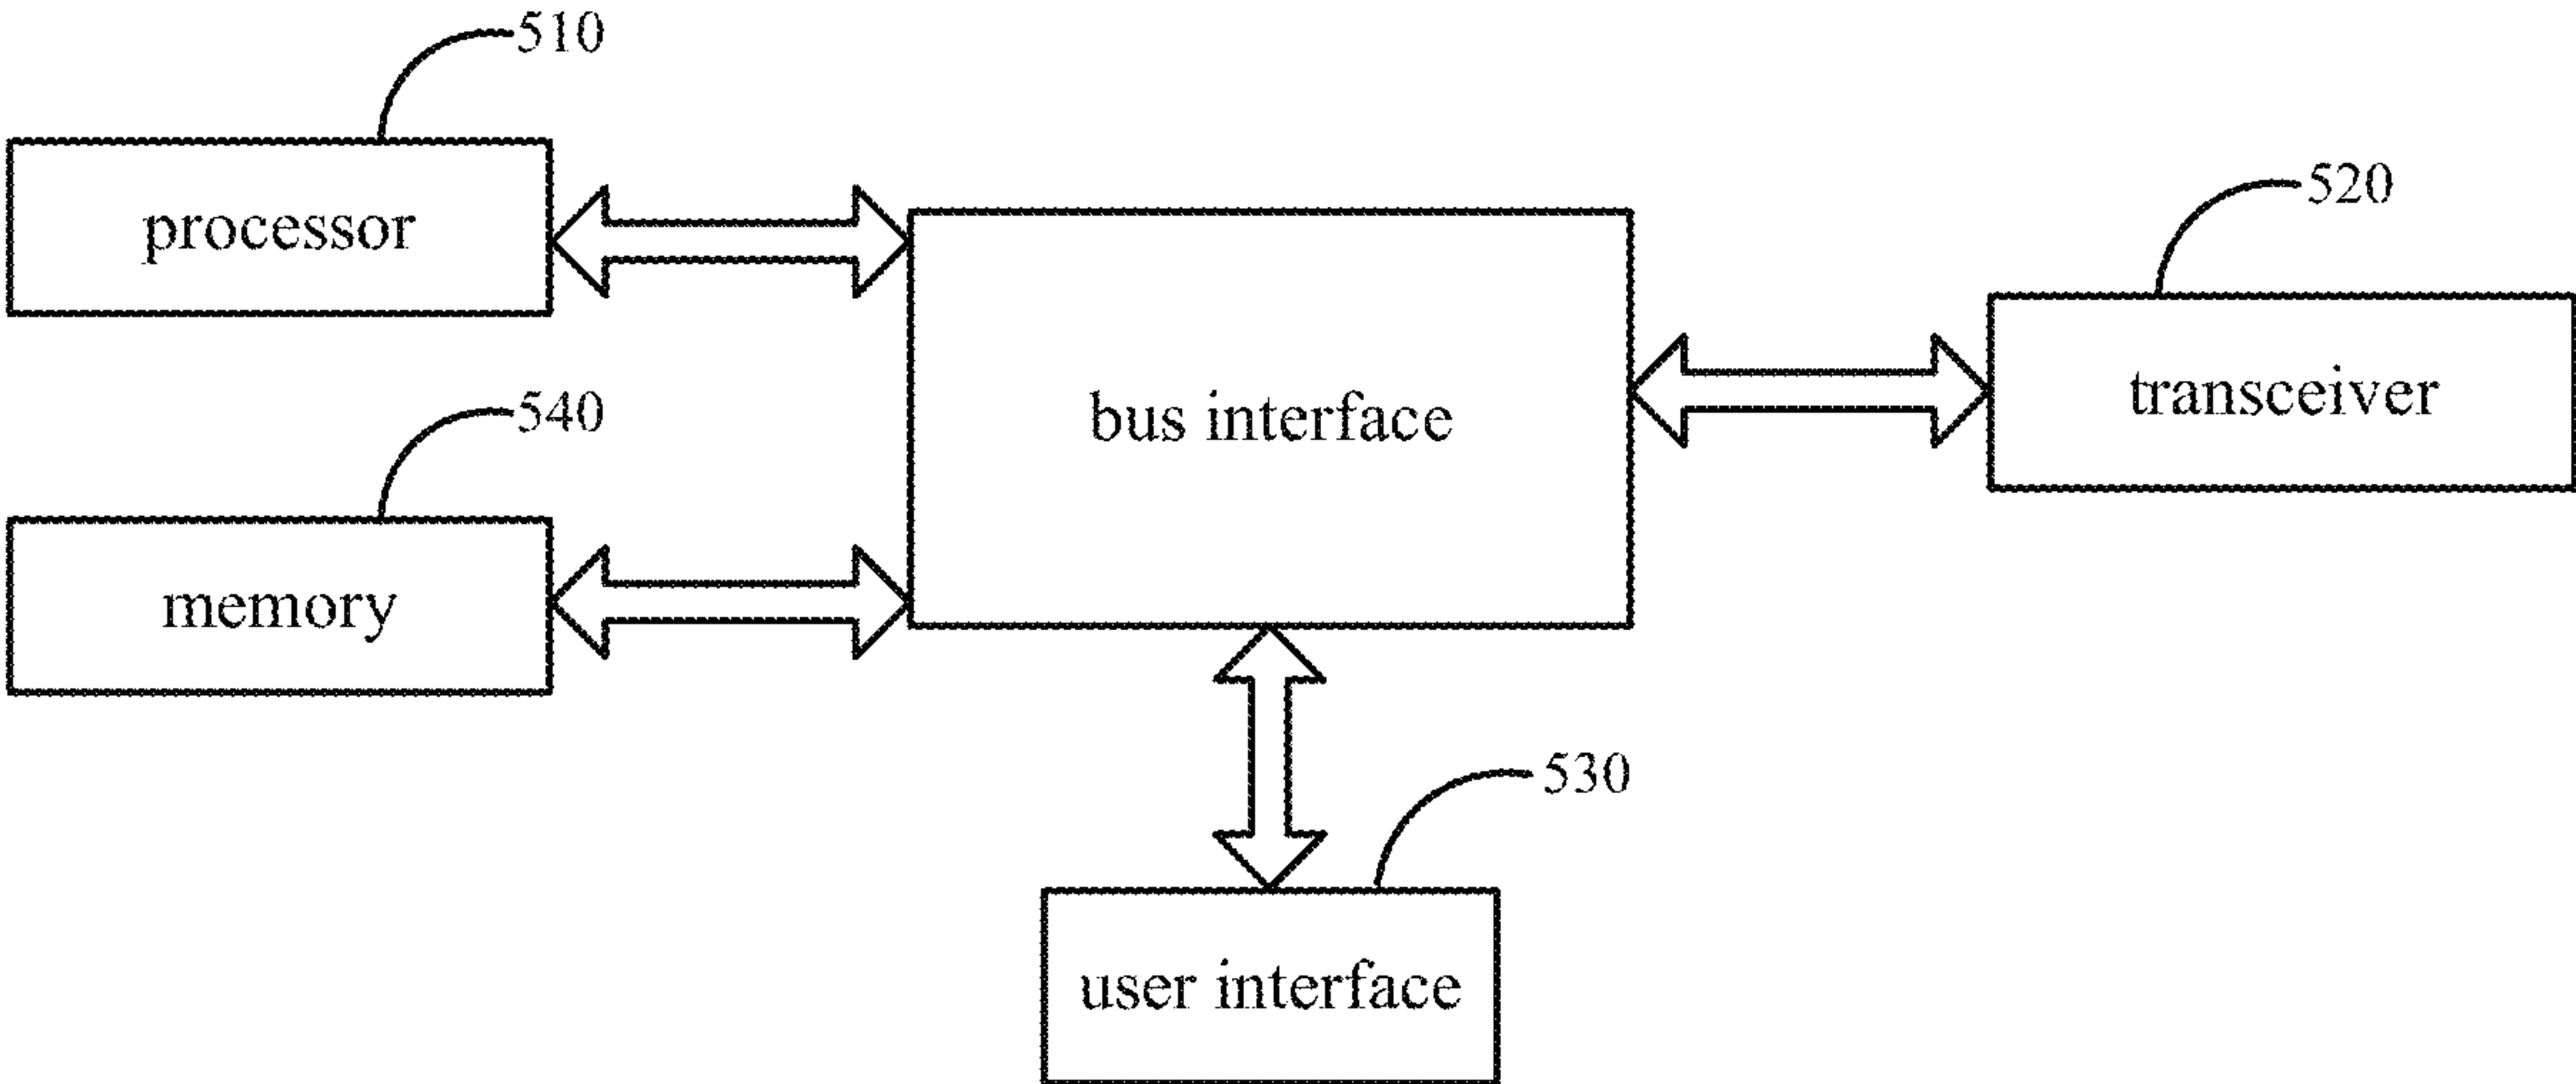 510
processor
520
bus interface
transceiver
540
memory
530
user interface